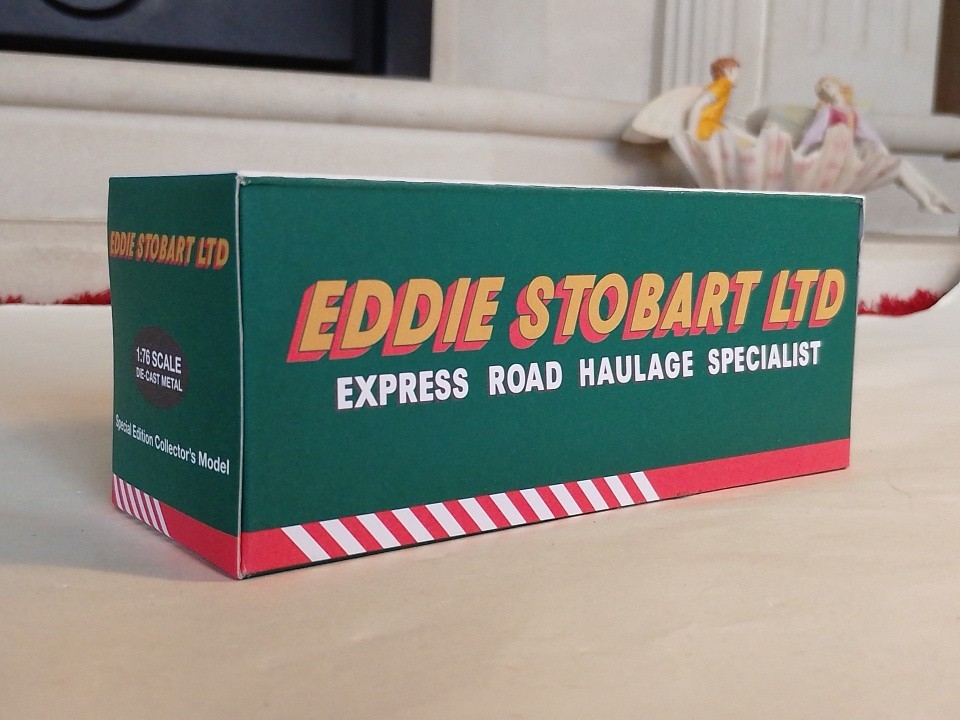 EDDIE STOBART LTD
1:76 SCALE
DIE-CAST METAL
Special Edition Collector's Model
EDDIE STOBART LTD
EXPRESS ROAD HAULAGE SPECIALIST